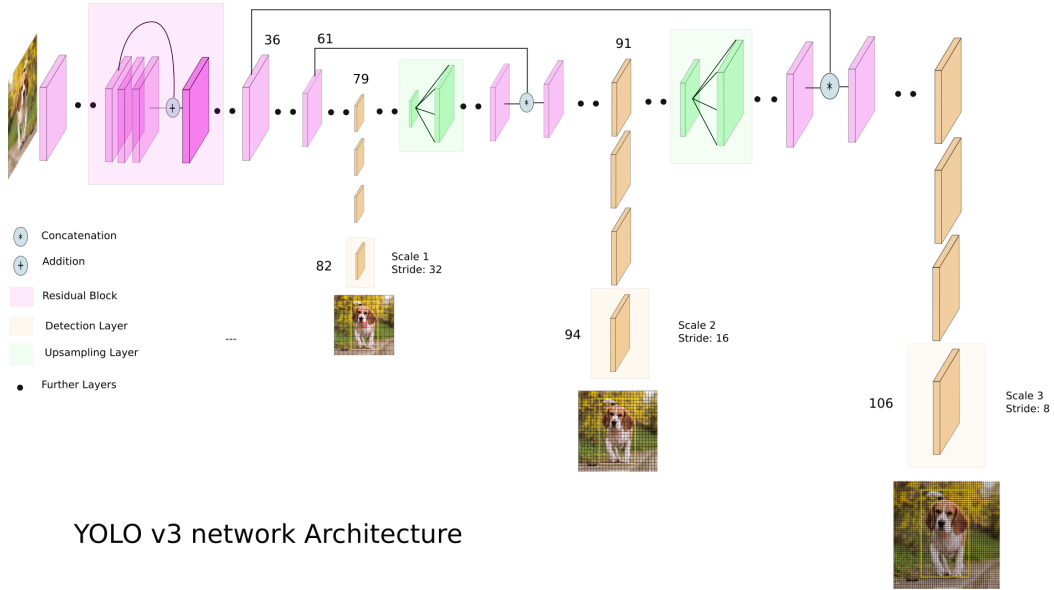 36
61
79
91
*
*
+
* Concatenation
+ Addition
Residual Block
Detection Layer
Upsampling Layer
Further Layers
---
82
Scale 1
Stride: 32
94
Scale 2
Stride: 16
106
Scale 3
Stride: 8
YOLO v3 network Architecture